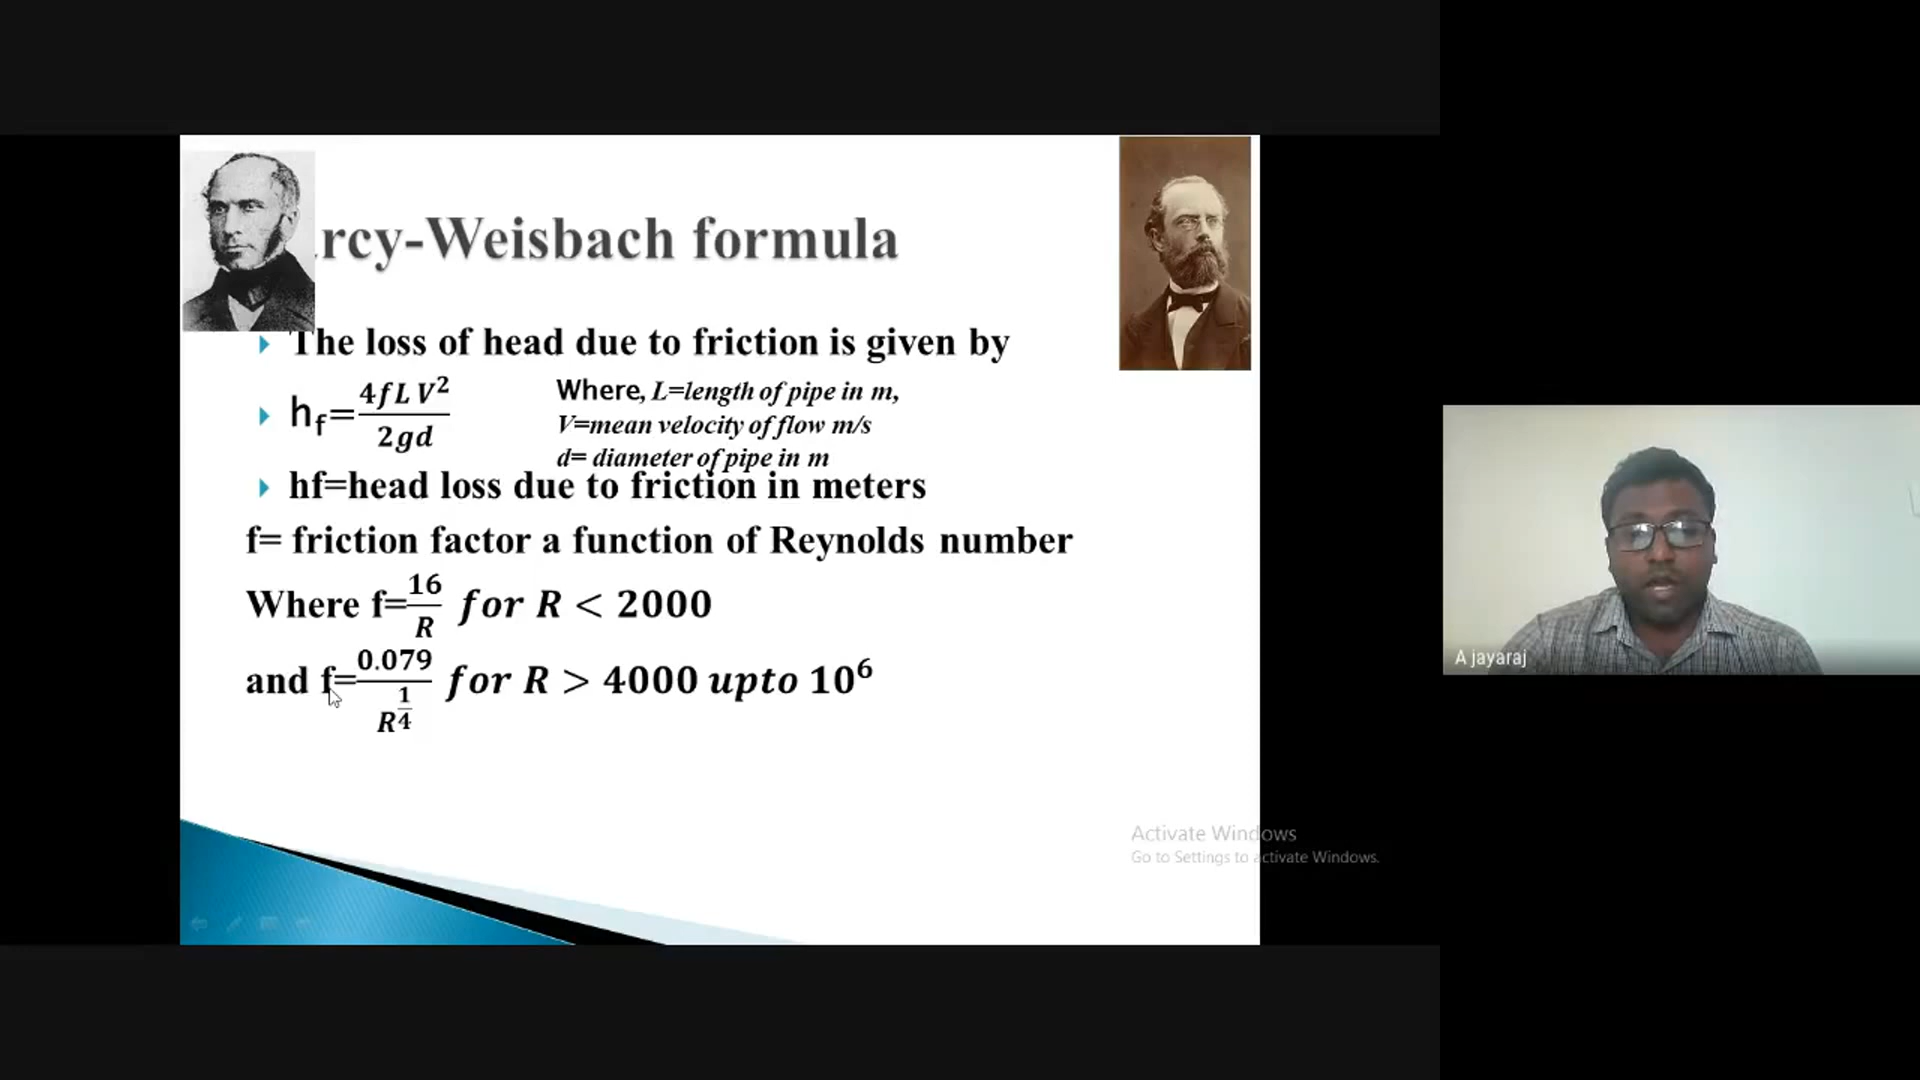 rcy-Weisbach formula
The loss of head due to friction is given by
h_f=4fL V²/2gd
Where, L=length of pipe in m,
V=mean velocity of flow m/s
d= diameter of pipe in m
hf=head loss due to friction in meters
f= friction factor a function of Reynolds number
Where f=16/R for R < 2000
and f=0.079/R^(1/4) for R > 4000 upto 10⁶
A jayaraj
Activate Windows
Go to Settings to activate Windows.